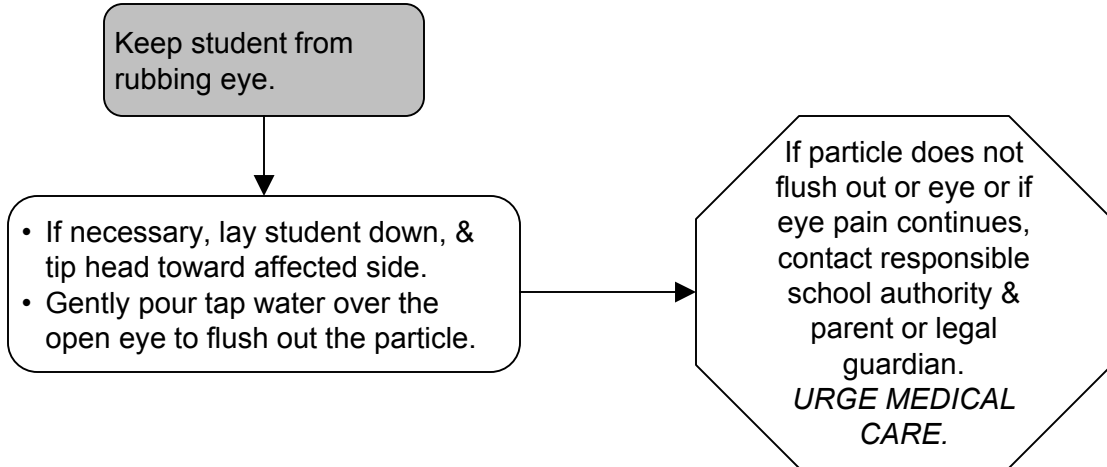 Keep student from
rubbing eye.
• If necessary, lay student down, &
tip head toward affected side.
• Gently pour tap water over the
open eye to flush out the particle.
If particle does not
flush out or eye or if
eye pain continues,
contact responsible
school authority &
parent or legal
guardian.
URGE MEDICAL
CARE.